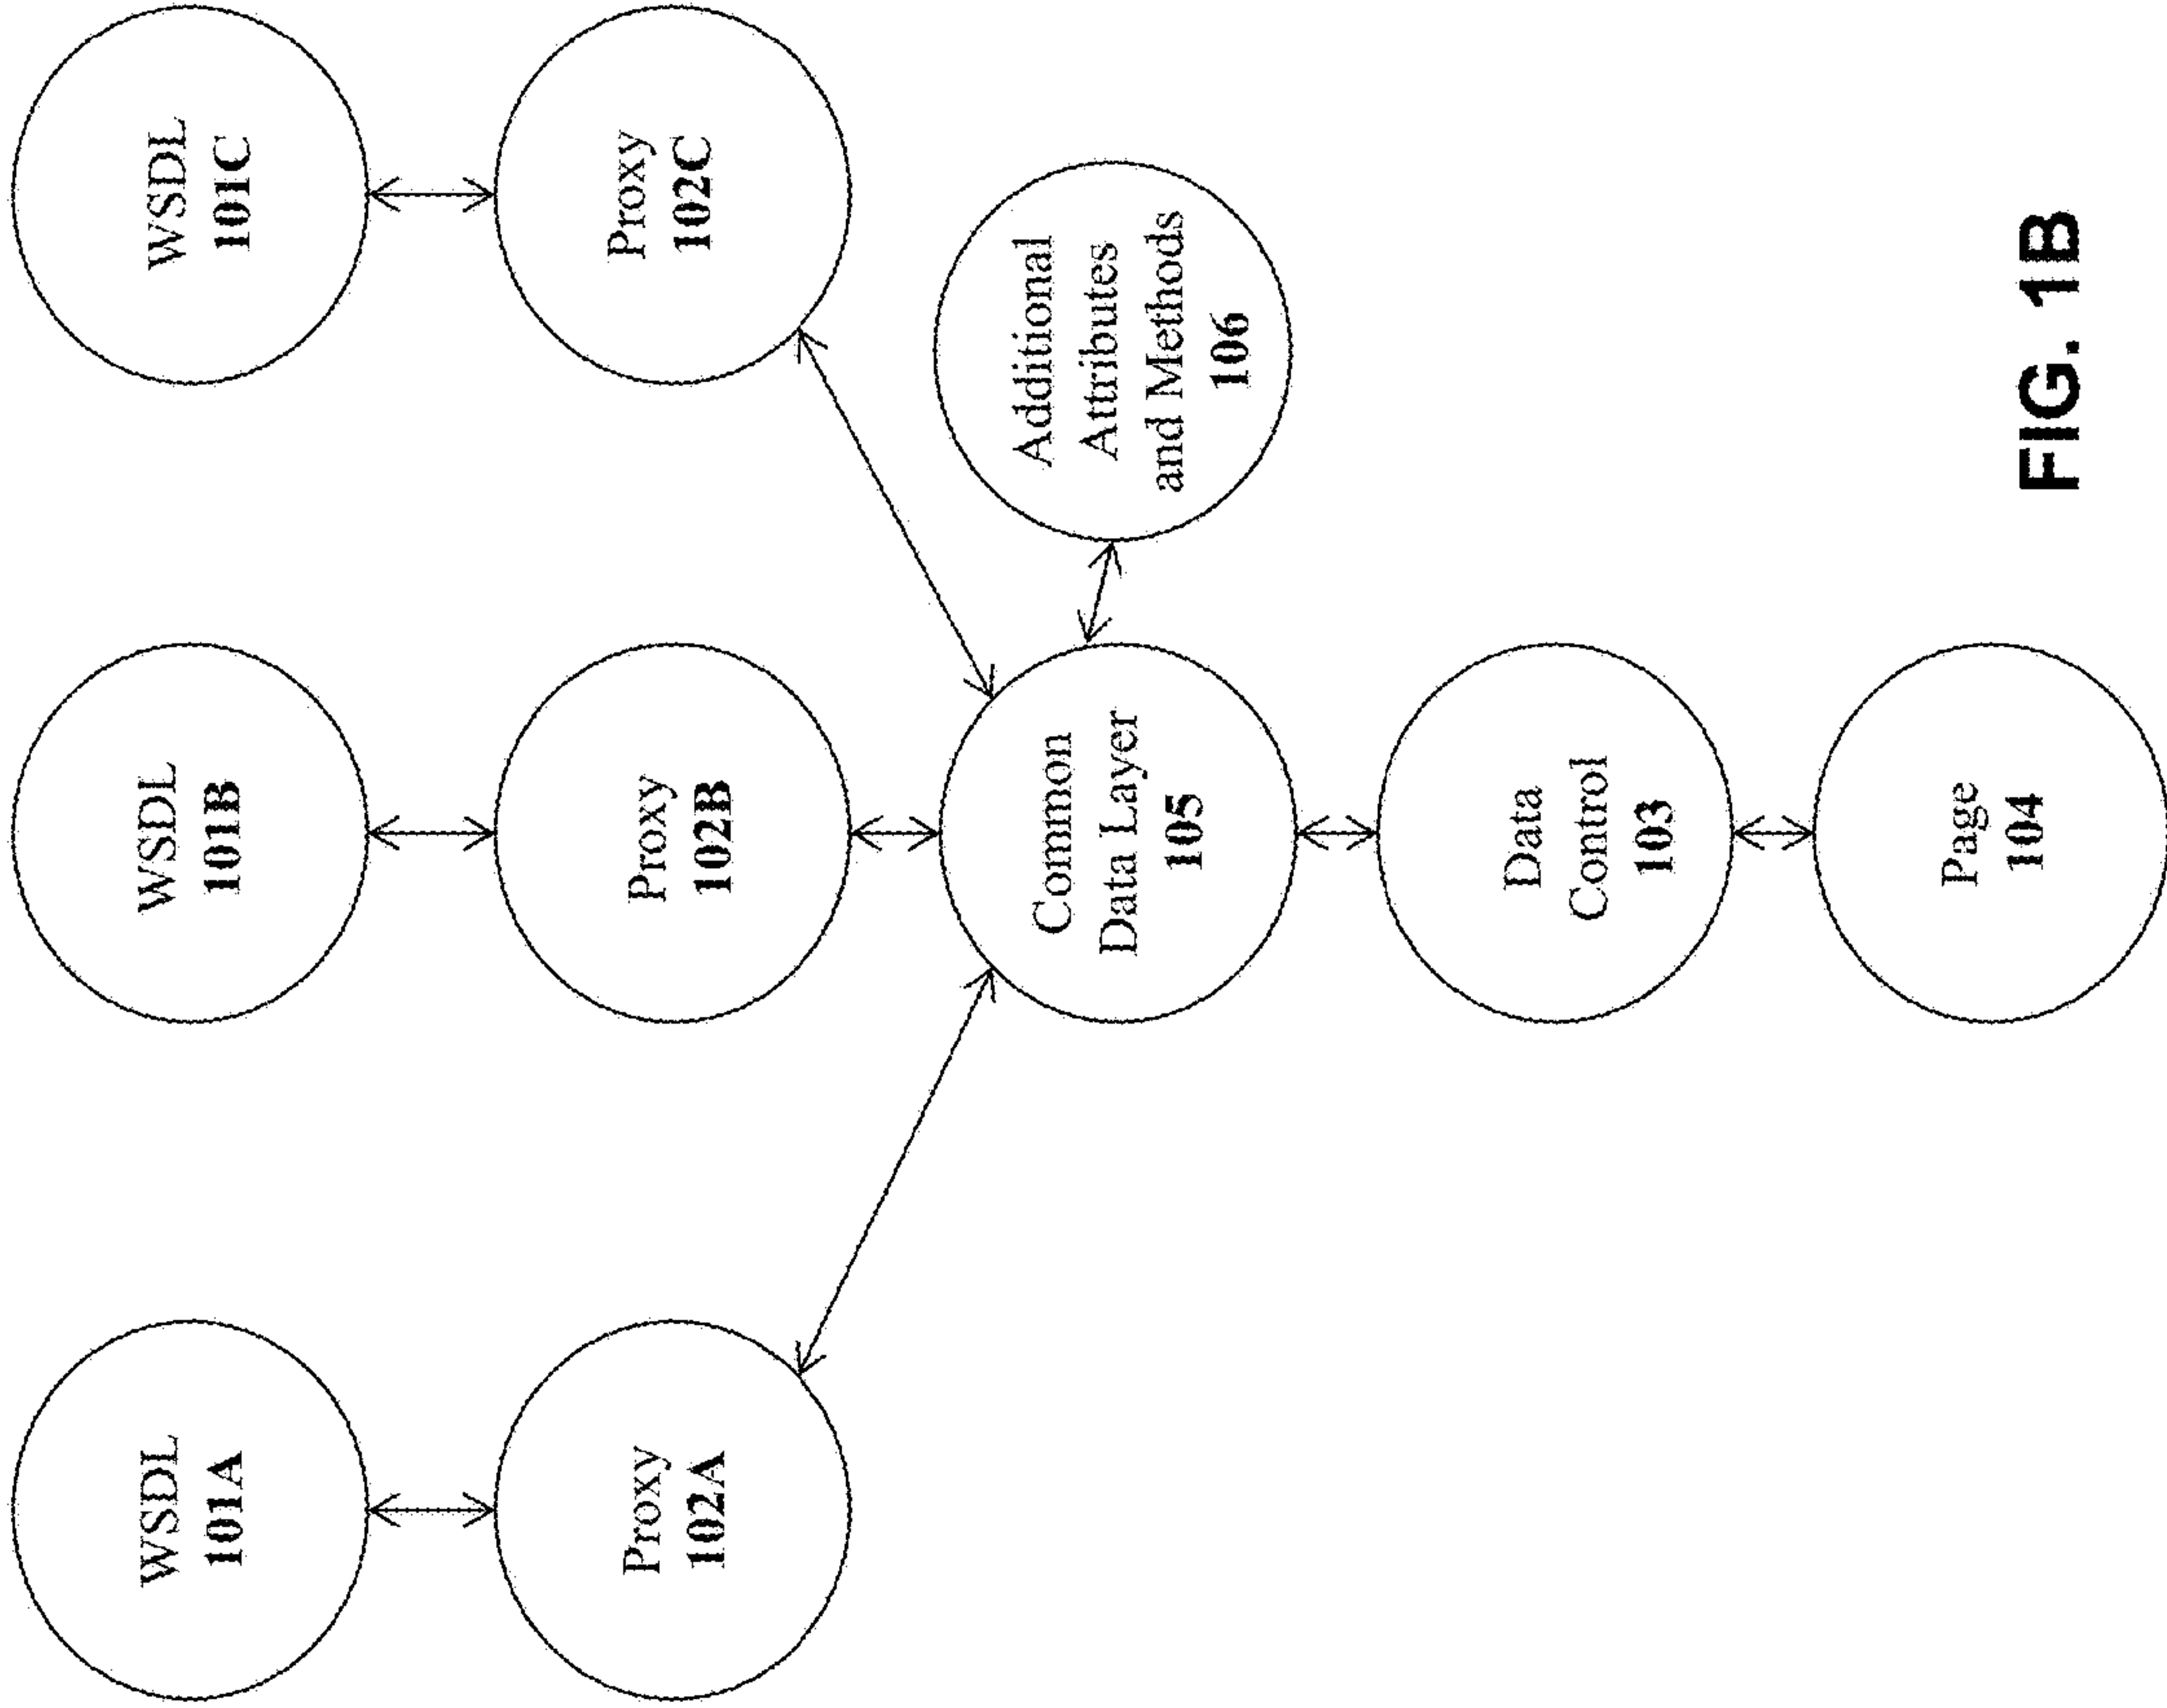 WSDL
101A
WSDL
101B
WSDL
101C
Proxy
102A
Proxy
102B
Proxy
102C
Common
Data Layer
105
Additional
Attributes
and Methods
106
Data
Control
103
Page
104
FIG. 1B